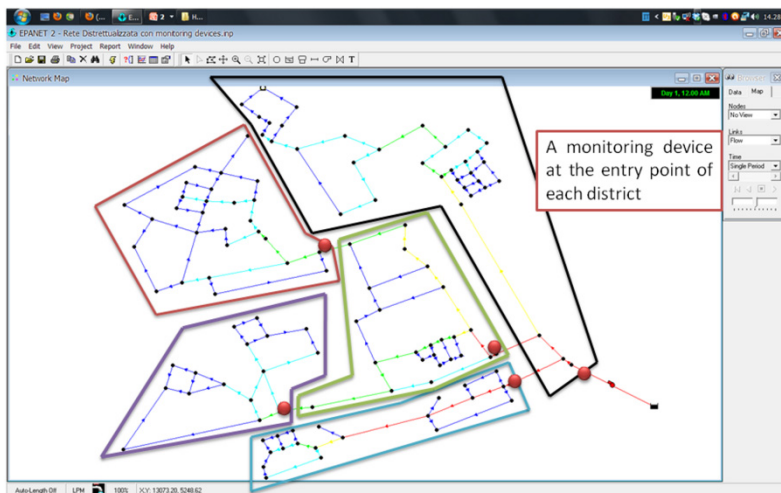 14.28
EPANET 2 - Rete Distrettualizzata con monitoring devices.inp
File Edit View Project Report Window Help
T
Network Map
Day 1, 12.00 AM
Data Map
Nodes
No View
Links
Flow
Time
Single Period
A monitoring device
at the entry point of
each district
Auto-Length Off LPM 100% X,Y: 13073.20, 5248.62